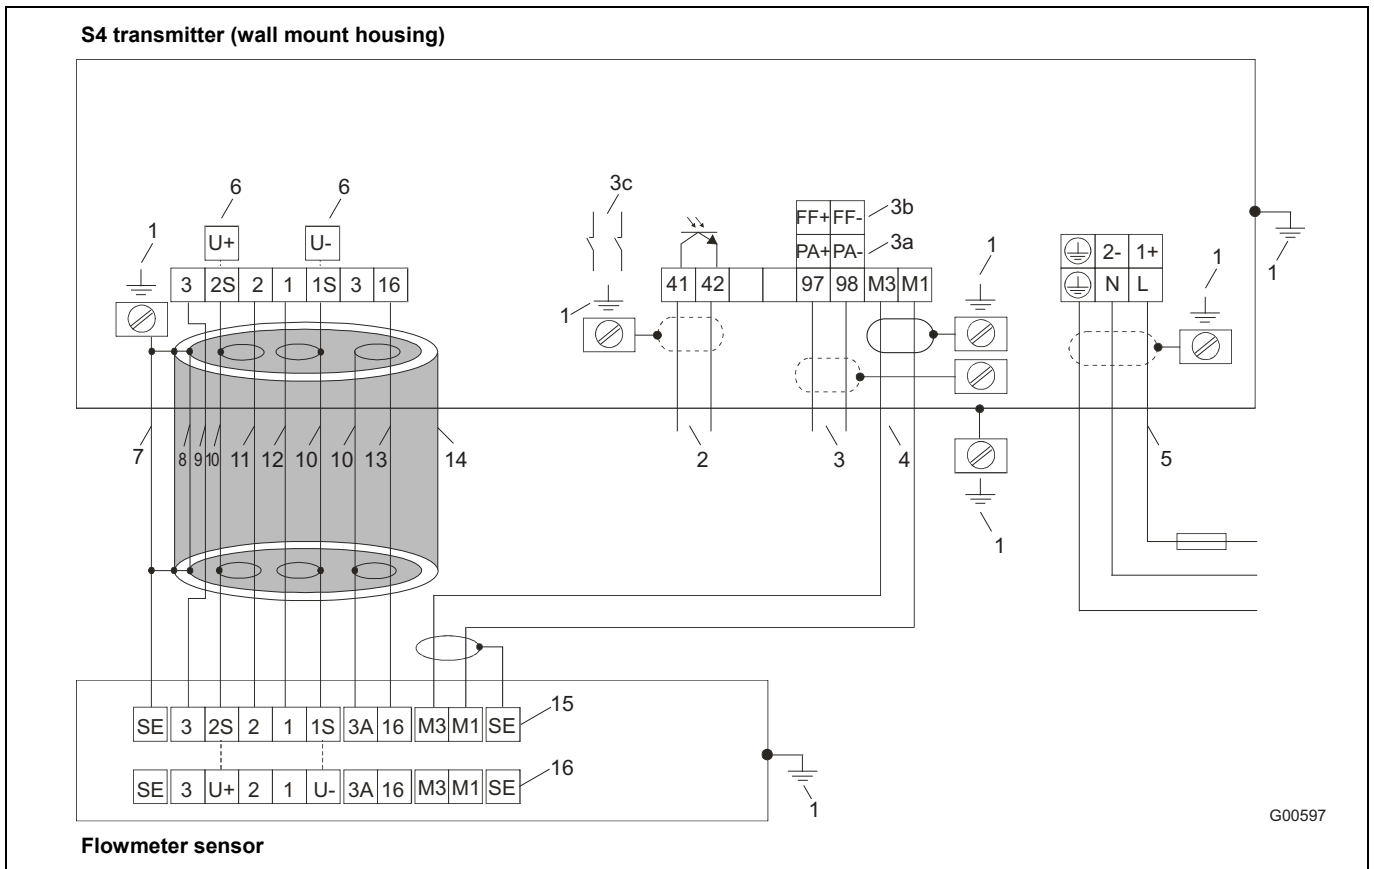 S4 transmitter (wall mount housing)
6 6 3c
FF+ FF- 3b
1 U+ U- PA+ PA- 3a 1 2- 1+ 1 1
3 2S 2 1 1S 3 16 41 42 97 98 M3 M1 N L
1
7 8 9 10 11 12 10 10 13 14 2 3 4 5
1
SE 3 2S 2 1 1S 3A 16 M3 M1 SE 15
SE 3 U+ 2 1 U- 3A 16 M3 M1 SE 16
1
G00597
Flowmeter sensor